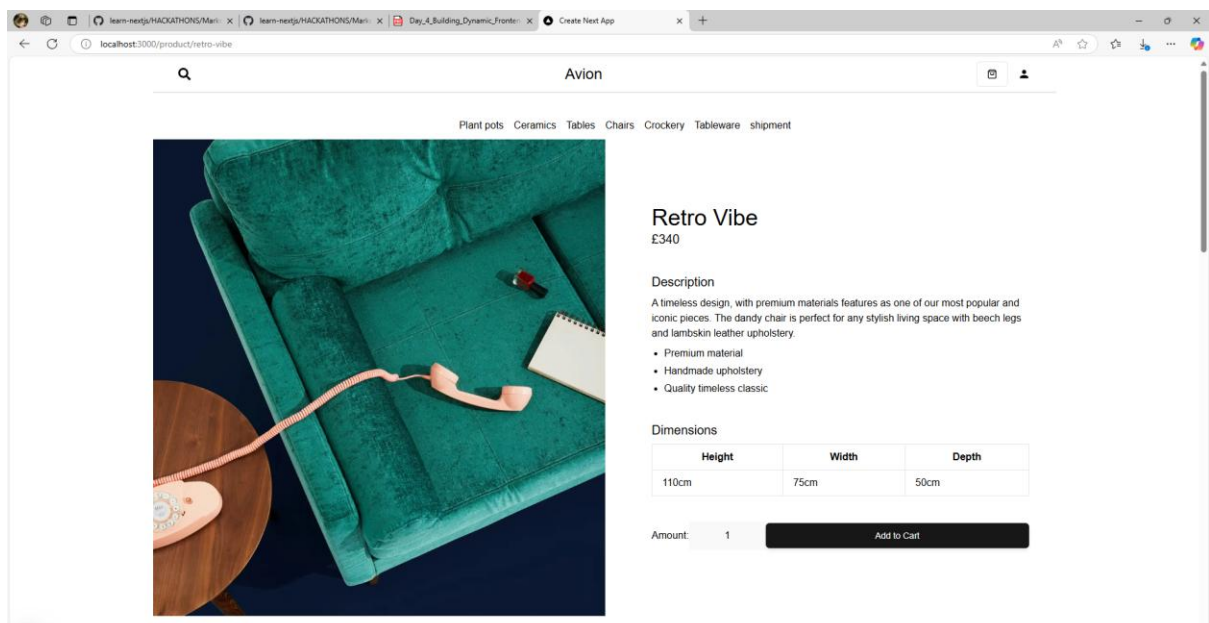 learn-nextjs/HACKATHONS/Mark
learn-nextjs/HACKATHONS/Mark
Day_4_Building_Dynamic_Fronten
Create Next App
localhost:3000/product/retro-vibe
Avion
Plant pots Ceramics Tables Chairs Crockery Tableware shipment
Retro Vibe
£340
Description
A timeless design, with premium materials features as one of our most popular and
iconic pieces. The dandy chair is perfect for any stylish living space with beech legs
and lambskin leather upholstery.
• Premium material
• Handmade upholstery
• Quality timeless classic
Dimensions
Height Width Depth
110cm 75cm 50cm
Amount: 1 Add to Cart